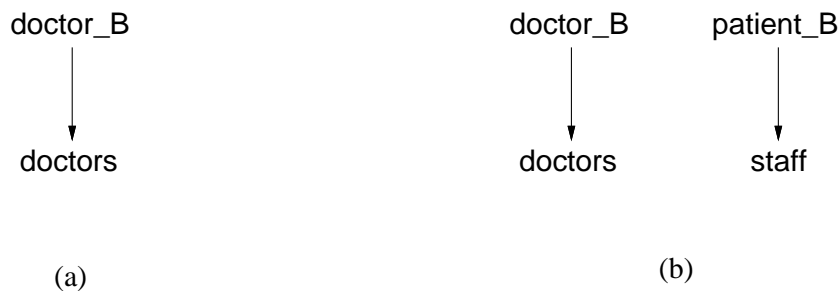 doctor_B
doctors
(a)
doctor_B patient_B
doctors staff
(b)